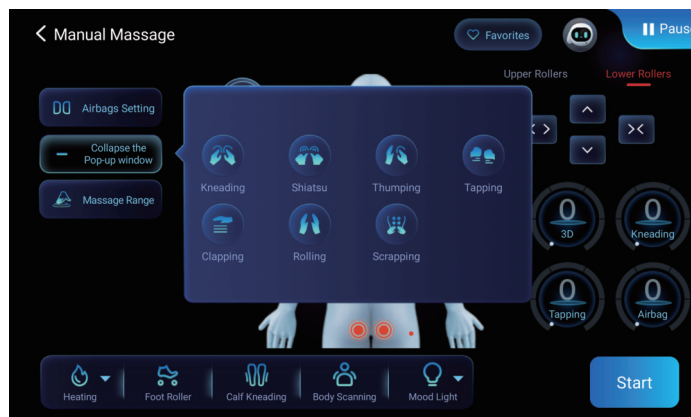 Manual Massage
Favorites
Paus
Upper Rollers
Lower Rollers
Airbags Setting
Collapse the
Pop-up window
Massage Range
Kneading
Shiatsu
Thumping
Tapping
Clapping
Rolling
Scrapping
0
3D
0
Kneading
0
Tapping
0
Airbag
Heating
Foot Roller
Calf Kneading
Body Scanning
Mood Light
Start